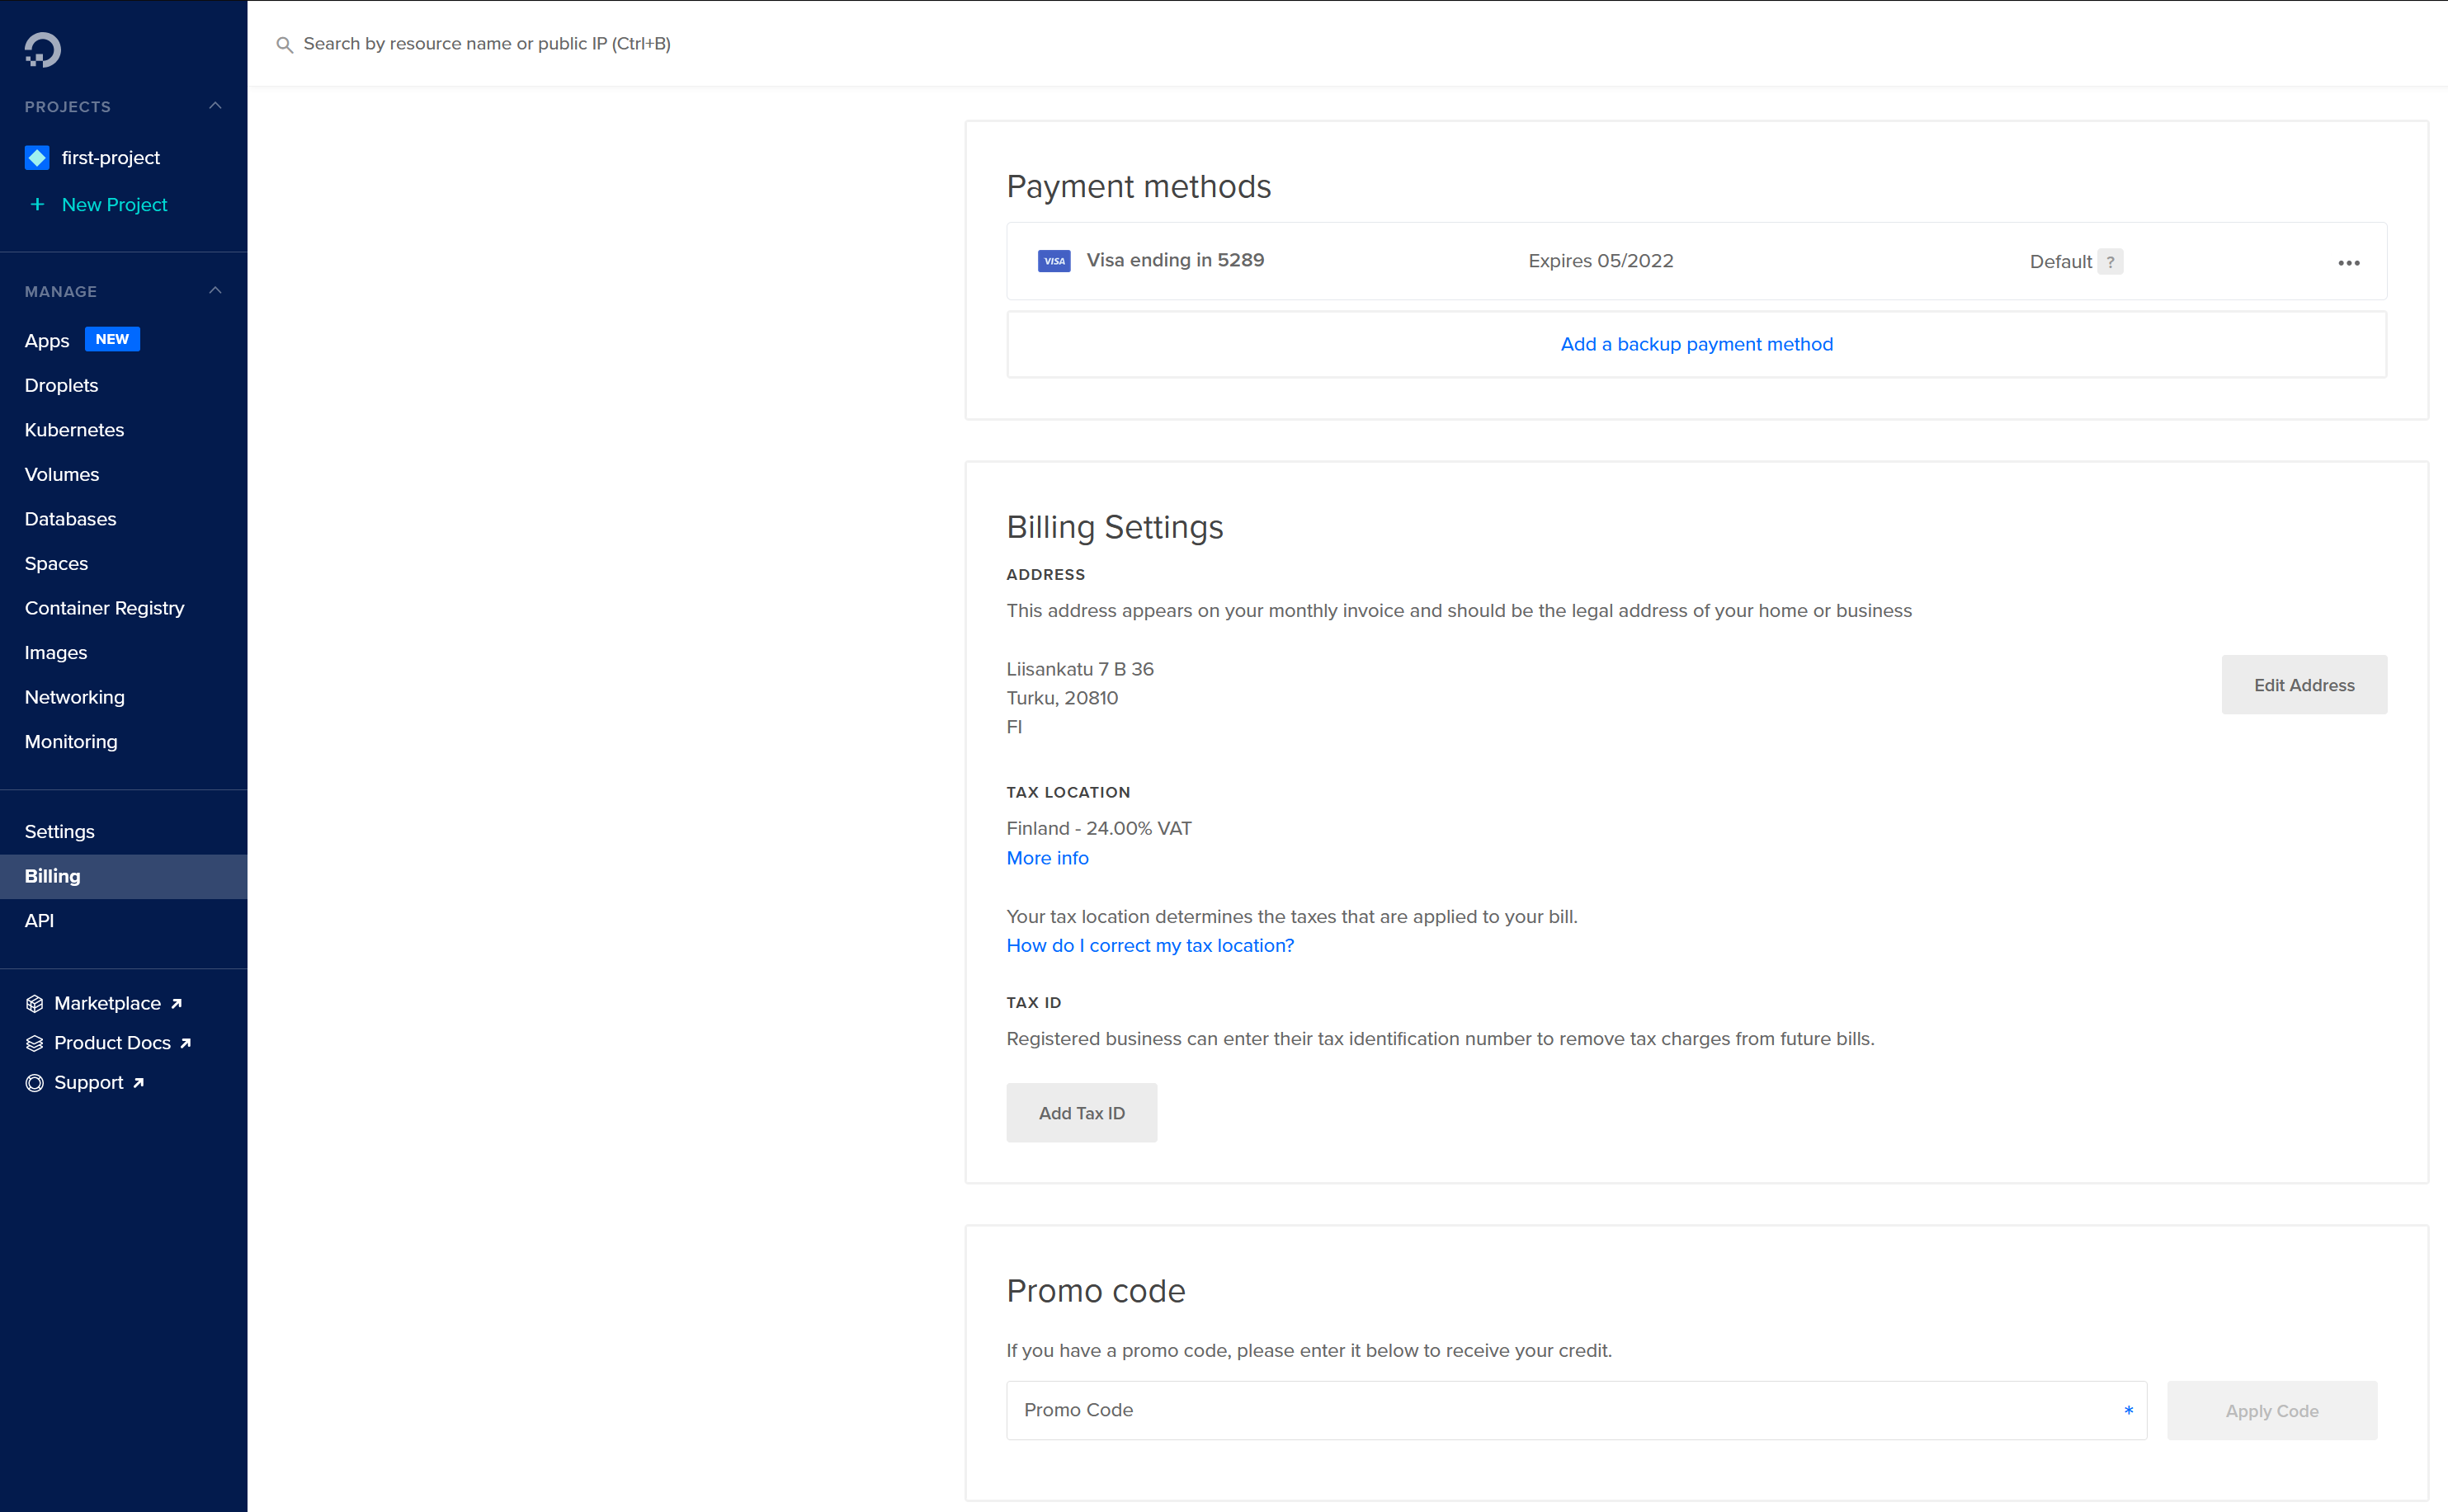 Search by resource name or public IP (Ctrl+B)
PROJECTS
first-project
+ New Project
MANAGE
Apps NEW
Droplets
Kubernetes
Volumes
Databases
Spaces
Container Registry
Images
Networking
Monitoring
Settings
Billing
API
Marketplace
Product Docs
Support
Payment methods
VISA Visa ending in 5289 Expires 05/2022 Default ? •••
Add a backup payment method
Billing Settings
ADDRESS
This address appears on your monthly invoice and should be the legal address of your home or business
Liisankatu 7 B 36
Turku, 20810
FI
Edit Address
TAX LOCATION
Finland - 24.00% VAT
More info
Your tax location determines the taxes that are applied to your bill.
How do I correct my tax location?
TAX ID
Registered business can enter their tax identification number to remove tax charges from future bills.
Add Tax ID
Promo code
If you have a promo code, please enter it below to receive your credit.
Promo Code * Apply Code